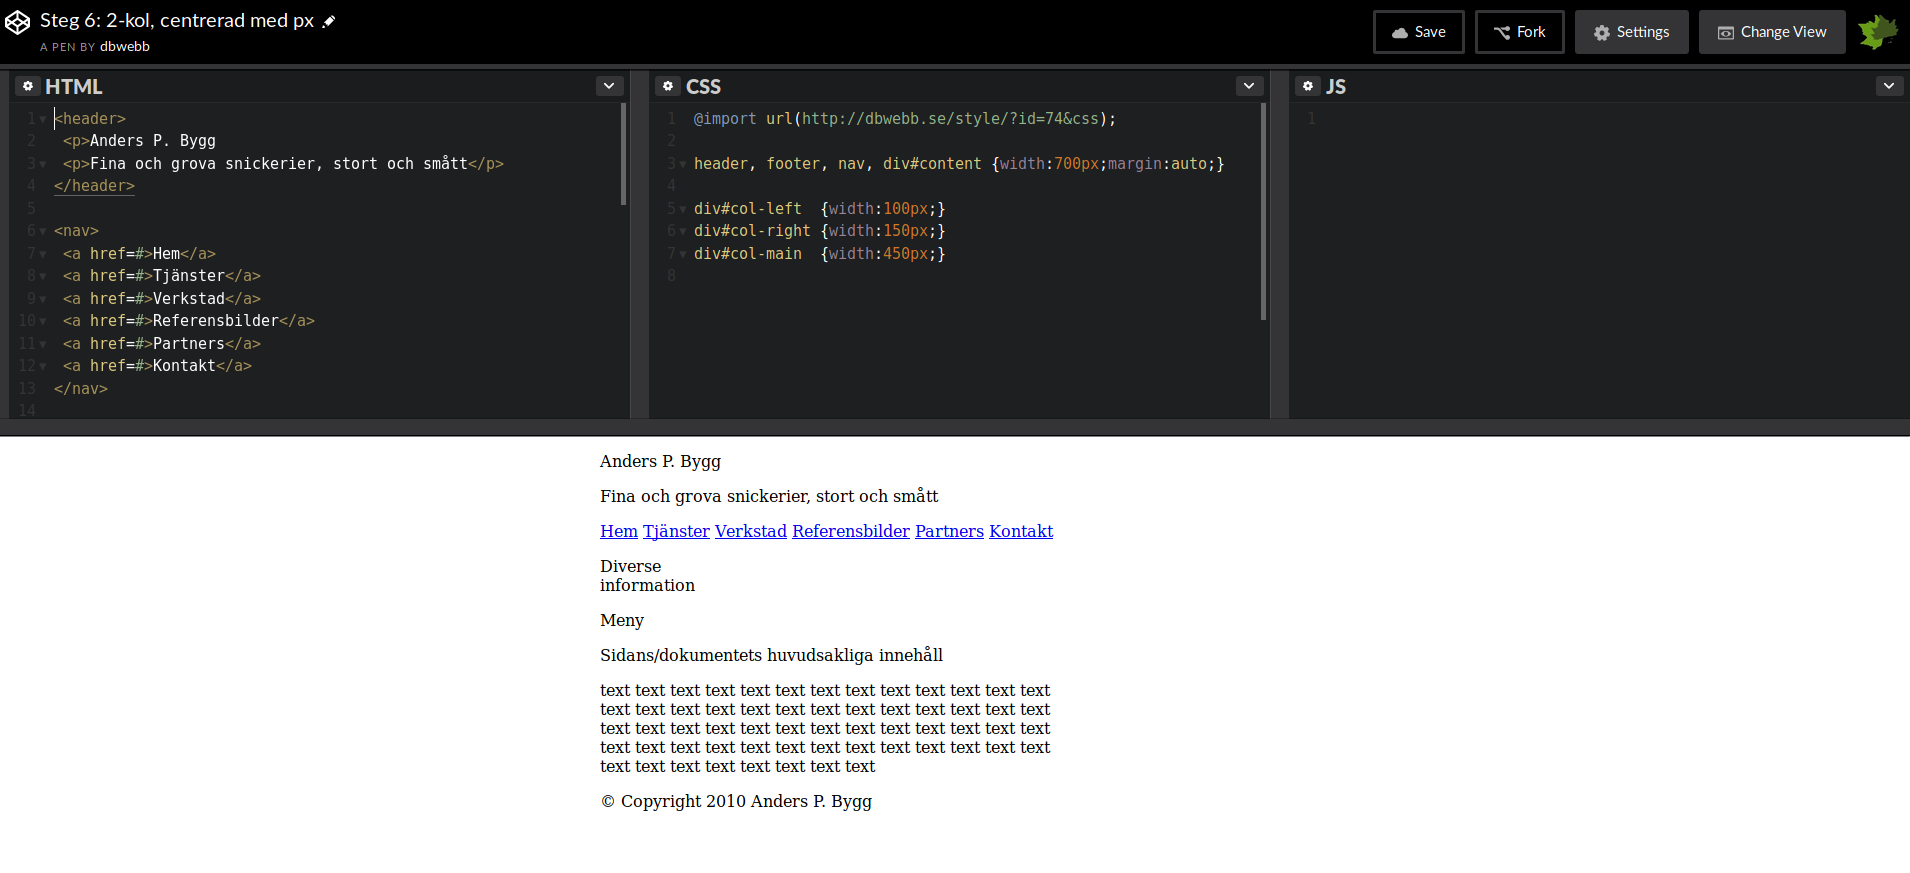 Steg 6: 2-kol, centrerad med px
A PEN BY dbwebb
Save
Fork
Settings
Change View
HTML
1 <header>
2  <p>Anders P. Bygg
3  <p>Fina och grova snickerier, stort och smått</p>
4 </header>
5
6 <nav>
7  <a href=#>Hem</a>
8  <a href=#>Tjänster</a>
9  <a href=#>Verkstad</a>
10  <a href=#>Referensbilder</a>
11  <a href=#>Partners</a>
12  <a href=#>Kontakt</a>
13 </nav>
14
CSS
1 @import url(http://dbwebb.se/style/?id=74&css);
2
3 header, footer, nav, div#content {width:700px;margin:auto;}
4
5 div#col-left  {width:100px;}
6 div#col-right {width:150px;}
7 div#col-main  {width:450px;}
8
JS
1
Anders P. Bygg
Fina och grova snickerier, stort och smått
Hem Tjänster Verkstad Referensbilder Partners Kontakt
Diverse
information
Meny
Sidans/dokumentets huvudsakliga innehåll
text text text text text text text text text text text text text
text text text text text text text text text text text text text
text text text text text text text text text text text text text
text text text text text text text text text text text text text
text text text text text text text text
© Copyright 2010 Anders P. Bygg